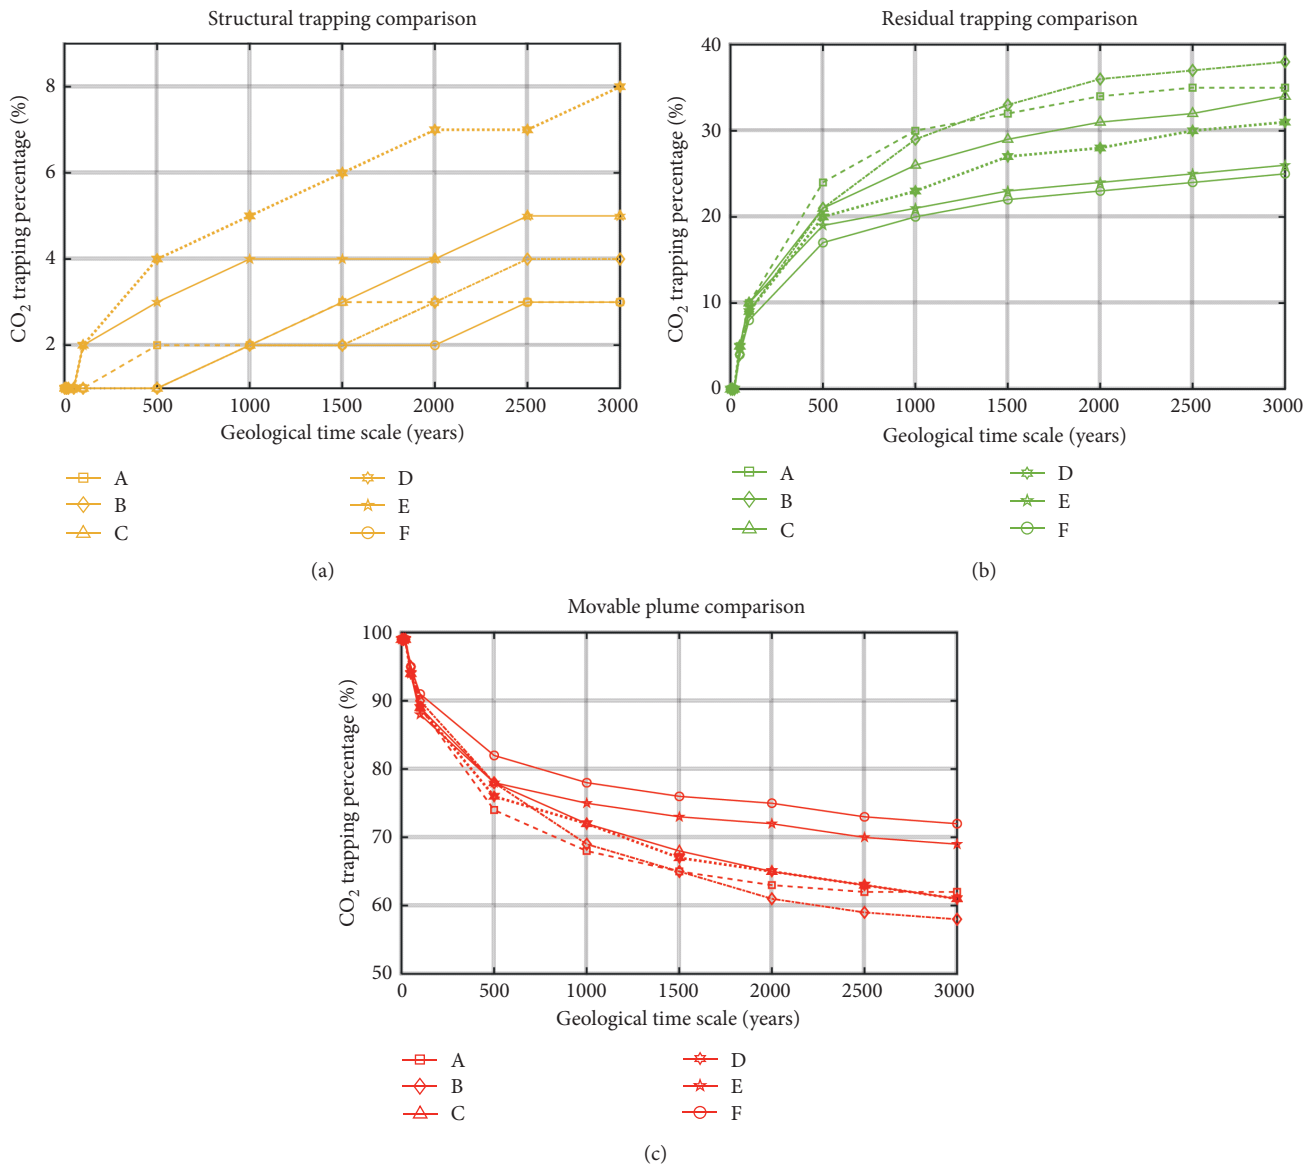 Structural trapping comparison
CO2 trapping percentage (%)
8
6
4
2
0 500 1000 1500 2000 2500 3000
Geological time scale (years)
A
B
C
D
E
F
(a)
Residual trapping comparison
CO2 trapping percentage (%)
40
30
20
10
0
0 500 1000 1500 2000 2500 3000
Geological time scale (years)
A
B
C
D
E
F
(b)
Movable plume comparison
CO2 trapping percentage (%)
100
90
80
70
60
50
0 500 1000 1500 2000 2500 3000
Geological time scale (years)
A
B
C
D
E
F
(c)